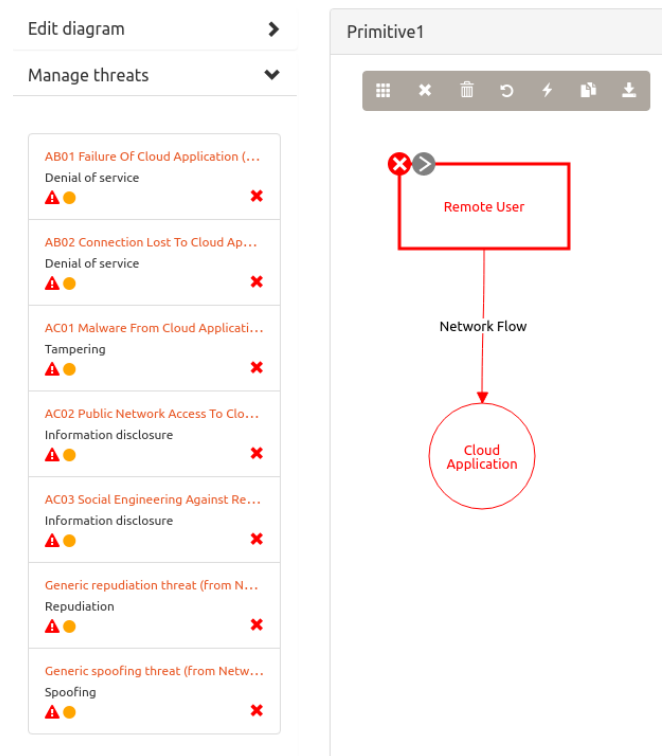 Edit diagram
Manage threats
AB01 Failure Of Cloud Application (...
Denial of service
AB02 Connection Lost To Cloud Ap...
Denial of service
AC01 Malware From Cloud Applicati...
Tampering
AC02 Public Network Access To Clo...
Information disclosure
AC03 Social Engineering Against Re...
Information disclosure
Generic repudiation threat (from N...
Repudiation
Generic spoofing threat (from Netw...
Spoofing
Primitive1
Remote User
Network Flow
Cloud
Application